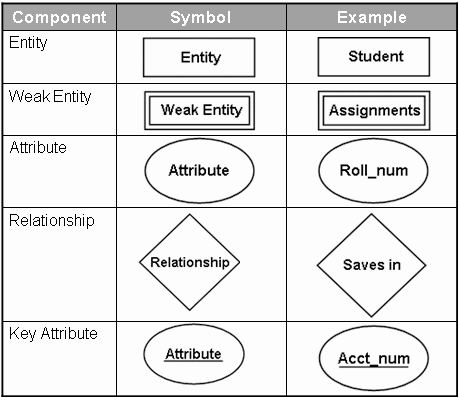 Component Symbol Example
Entity Entity Student
Weak Entity Weak Entity Assignments
Attribute Attribute Roll_num
Relationship Relationship Saves in
Key Attribute Attribute Acct_num